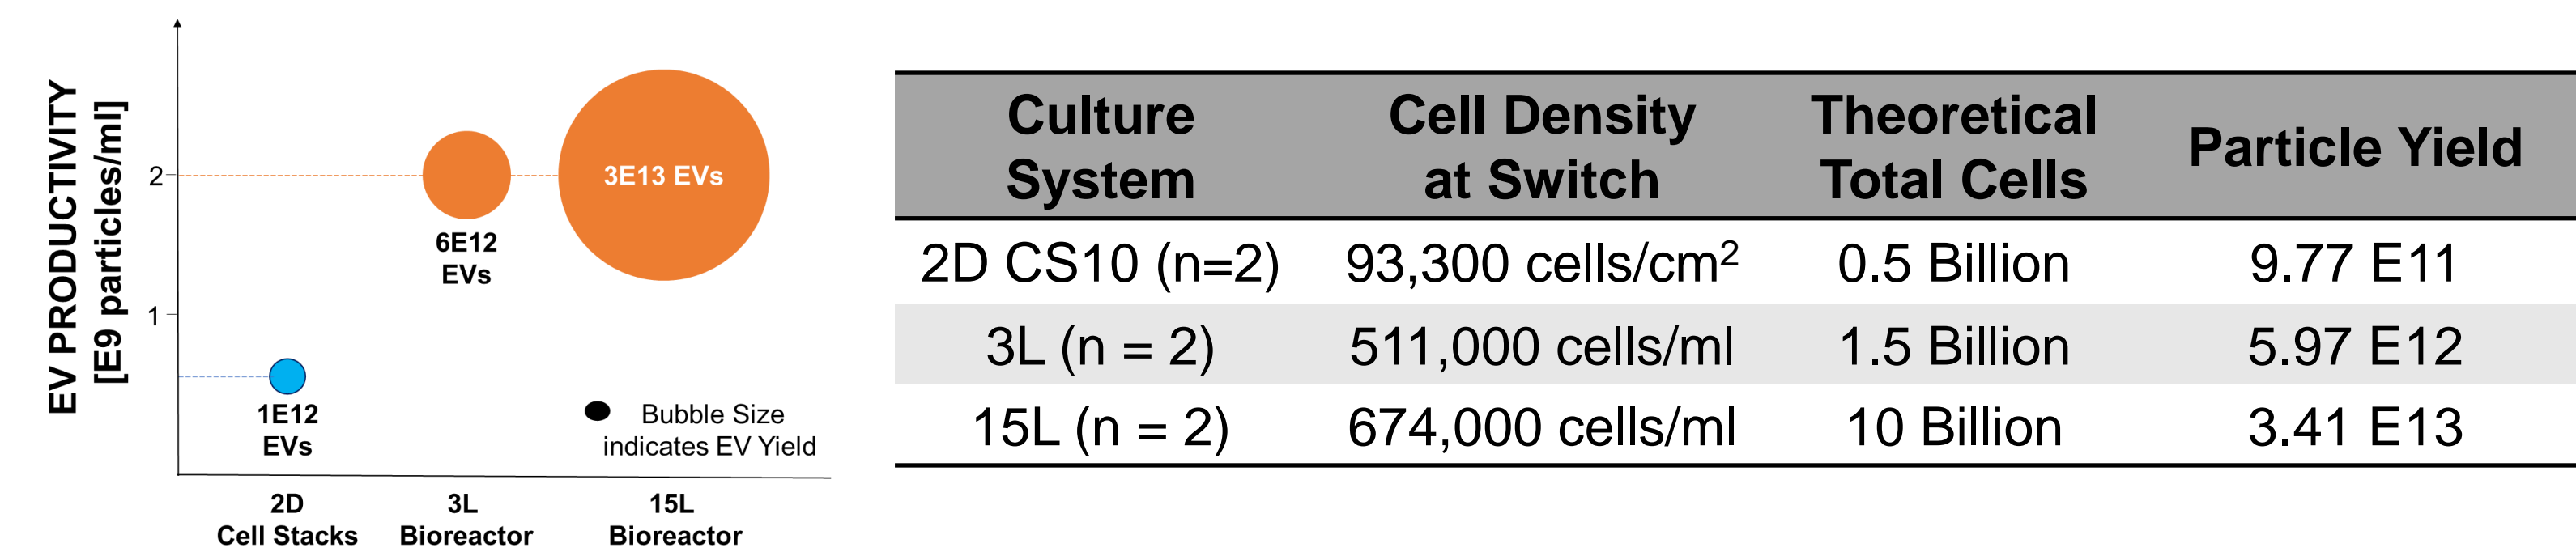 EV PRODUCTIVITY
[E9 particles/ml]
2
1
3E13 EVs
6E12
EVs
1E12
EVs
Bubble Size
indicates EV Yield
2D
Cell Stacks
3L
Bioreactor
15L
Bioreactor
Culture
System
Cell Density
at Switch
Theoretical
Total Cells
Particle Yield
2D CS10 (n=2) 93,300 cells/cm² 0.5 Billion 9.77 E11
3L (n = 2) 511,000 cells/ml 1.5 Billion 5.97 E12
15L (n = 2) 674,000 cells/ml 10 Billion 3.41 E13